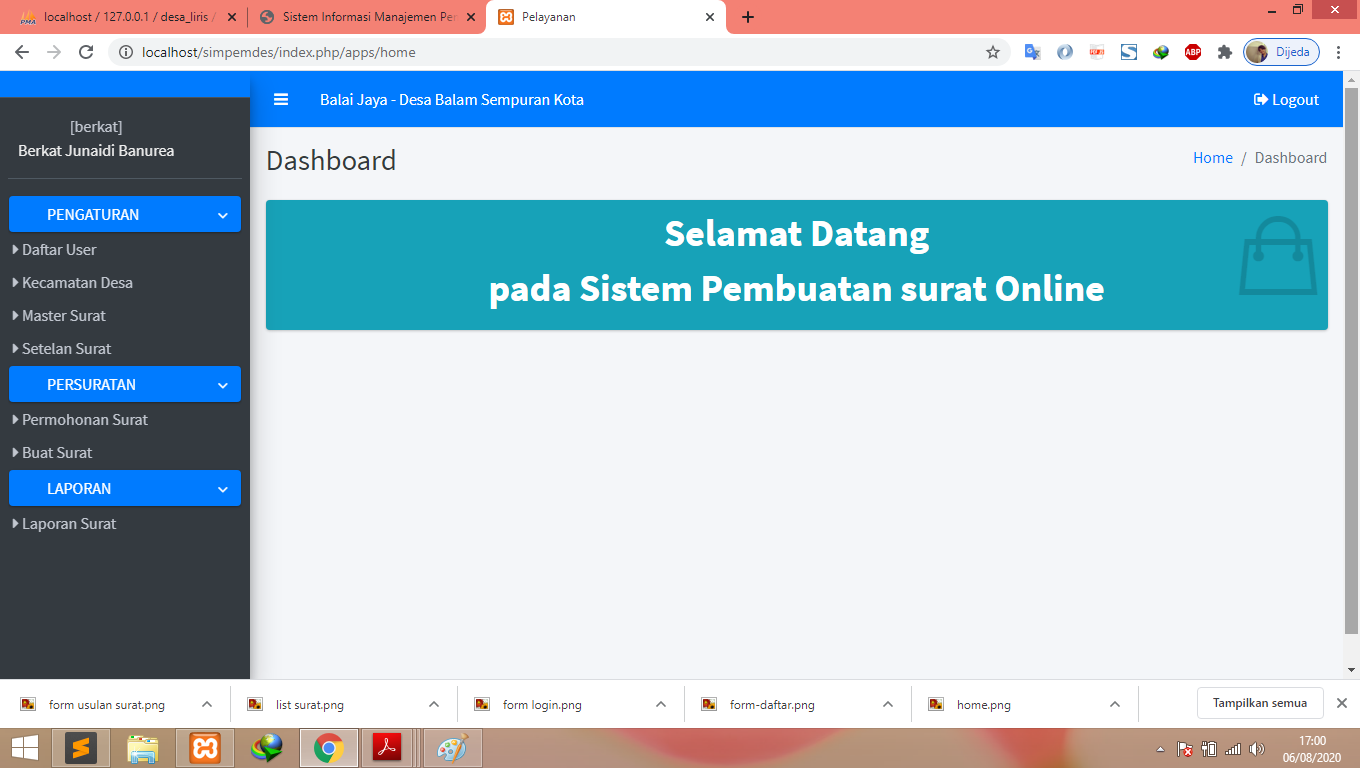 localhost / 127.0.0.1 / desa_liris /
Sistem Informasi Manajemen Per
Pelayanan
localhost/simpemdes/index.php/apps/home
ABP
Dijeda
Balai Jaya - Desa Balam Sempuran Kota
Logout
[berkat]
Berkat Junaidi Banurea
Dashboard
Home / Dashboard
PENGATURAN
Daftar User
Kecamatan Desa
Master Surat
Setelan Surat
PERSURATAN
Permohonan Surat
Buat Surat
LAPORAN
Laporan Surat
Selamat Datang
pada Sistem Pembuatan surat Online
form usulan surat.png
list surat.png
form login.png
form-daftar.png
home.png
Tampilkan semua
17:00
06/08/2020